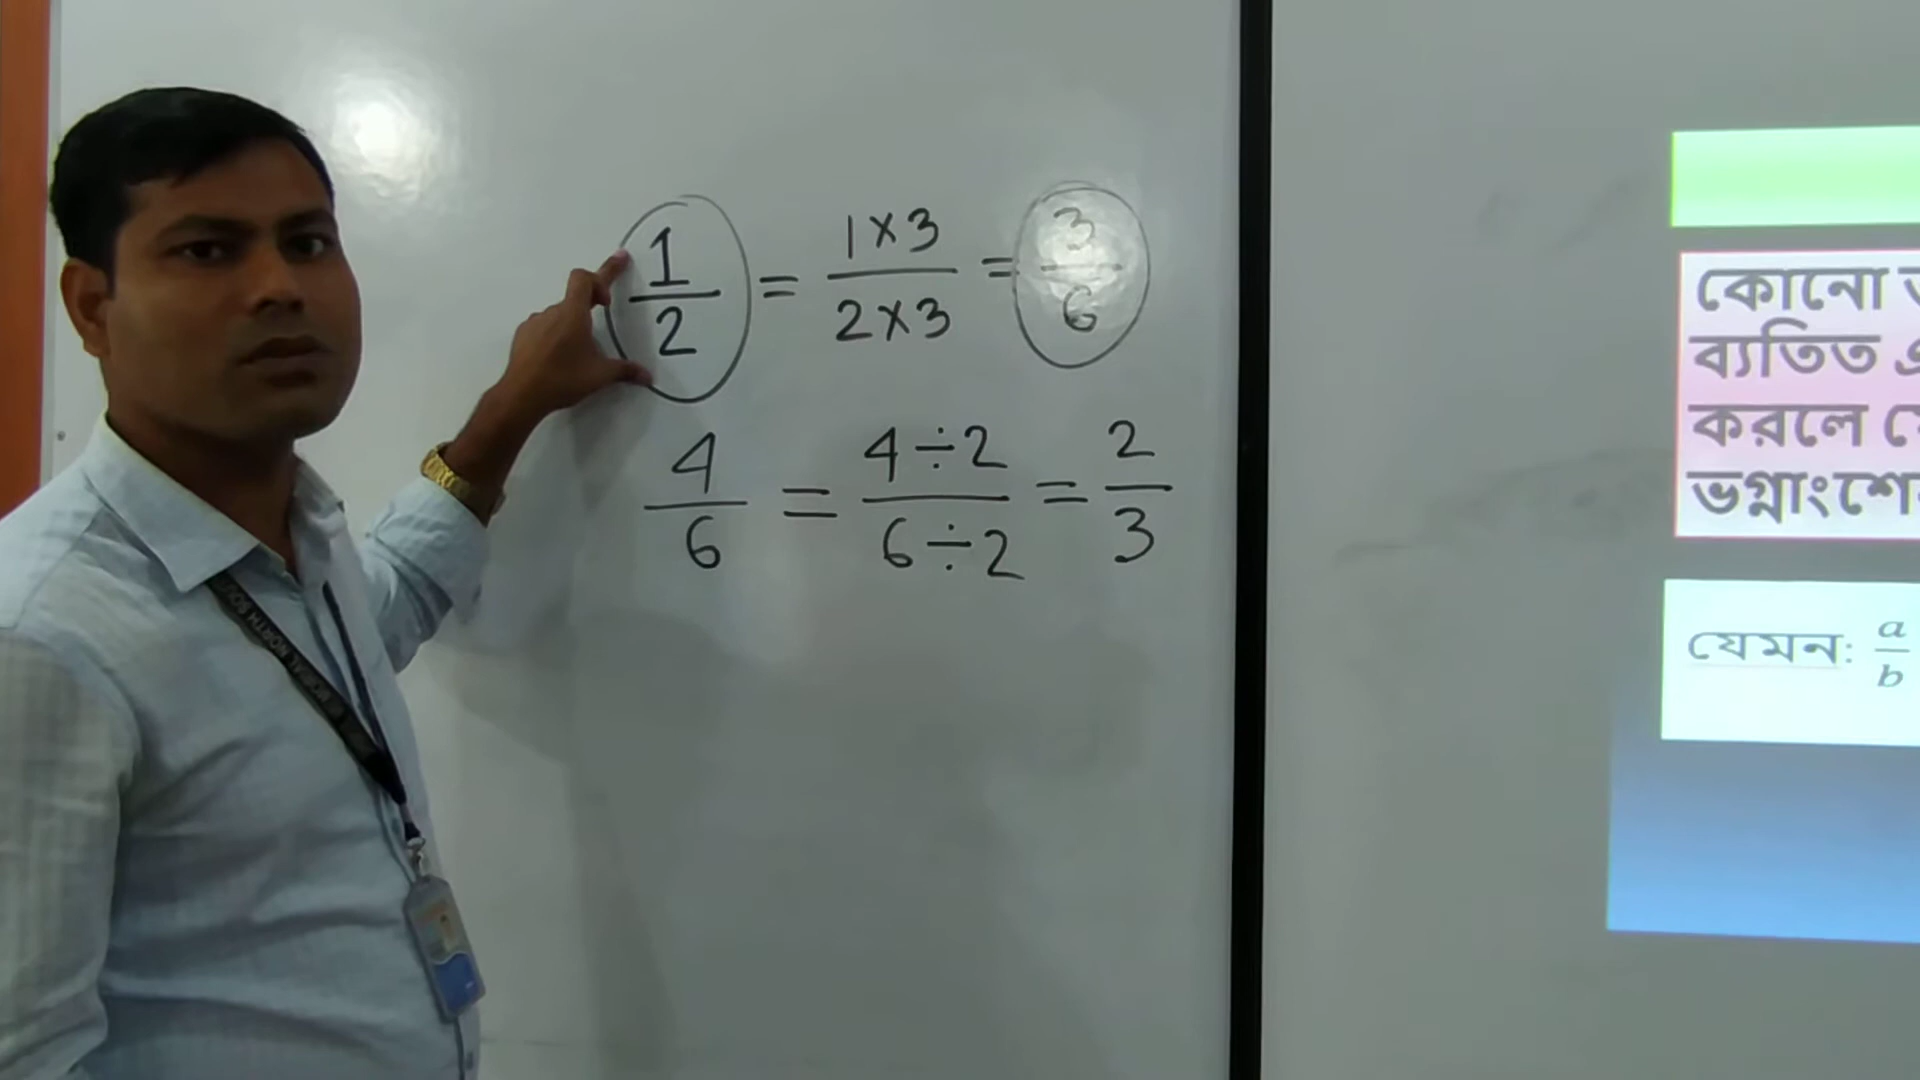 1/2 = 1×3/2×3 = 3/6
4/6 = 4÷2/6÷2 = 2/3
কোনো
ব্যতিত
করলে
যেমন: a/b
NORTH